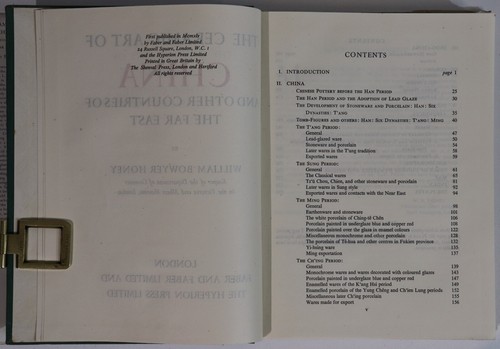 First published in Mcmxlv
by Faber and Faber Limited
24 Russell Square, London, W.C. 1
and the Hyperion Press Limited
Printed in Great Britain by
The Shenval Press, London and Hertford
All rights reserved
CONTENTS
I. INTRODUCTION page 1
II. CHINA
CHINESE POTTERY BEFORE THE HAN PERIOD 25
THE HAN PERIOD AND THE ADOPTION OF LEAD GLAZE 30
THE DEVELOPMENT OF STONEWARE AND PORCELAIN: HAN: SIX
DYNASTIES: T'ANG 35
TOMB-FIGURES AND OTHERS: HAN: SIX DYNASTIES: T'ANG: MING 40
THE T'ANG PERIOD:
General 47
Lead-glazed ware 50
Stoneware and porcelain 54
Later wares in the T'ang tradition 58
Exported wares 59
THE SUNG PERIOD:
General 61
The Classical wares 63
Tz'ŭ Chou, Chien, and other stoneware and porcelain
Later wares in Sung style 92
Exported wares and contacts with the Near East 94
THE MING PERIOD:
General 98
Earthenware and stoneware 101
The white porcelain of Ching-tê Chên 106
Porcelain painted in underglaze blue and copper red 108
Porcelain painted over the glaze in enamel colours 122
Miscellaneous monochrome and other porcelain 128
The porcelain of Tê-hua and other centres in Fukien province
Yi-hsing ware 135
Ming exportation 137
THE CH'ING PERIOD:
General 139
Monochrome wares and wares decorated with coloured glazes 143
Porcelain painted in underglaze blue and copper red 147
Enamelled wares of the K'ang Hsi period 149
Enamelled porcelain of the Yung Chêng and Ch'ien Lung periods 152
Miscellaneous later Ch'ing porcelain 155
Wares made for export 156
v